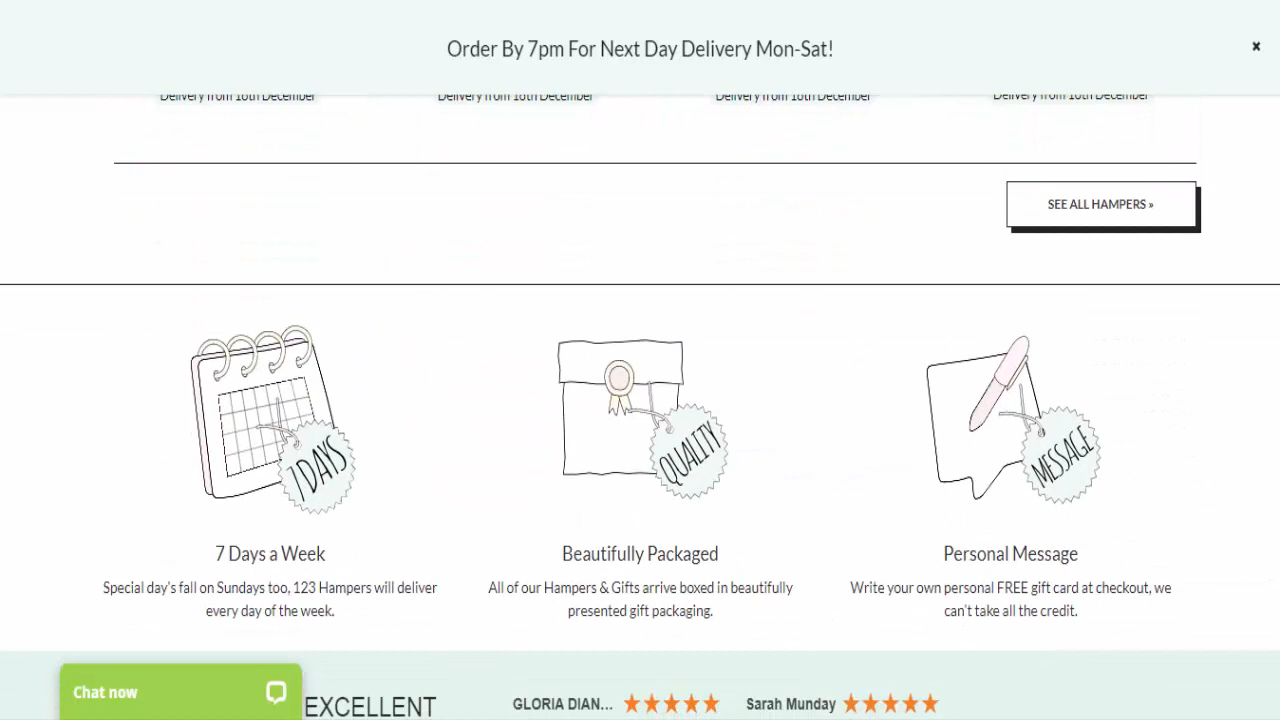 Order By 7pm For Next Day Delivery Mon-Sat!
x
Delivery from 16th December Delivery from 16th December Delivery from 16th December Delivery from 16th December
SEE ALL HAMPERS »
7 DAYS
QUALITY
MESSAGE
7 Days a Week
Special day's fall on Sundays too, 123 Hampers will deliver
every day of the week.
Beautifully Packaged
All of our Hampers & Gifts arrive boxed in beautifully
presented gift packaging.
Personal Message
Write your own personal FREE gift card at checkout, we
can't take all the credit.
Chat now
EXCELLENT
GLORIA DIAN...
Sarah Munday